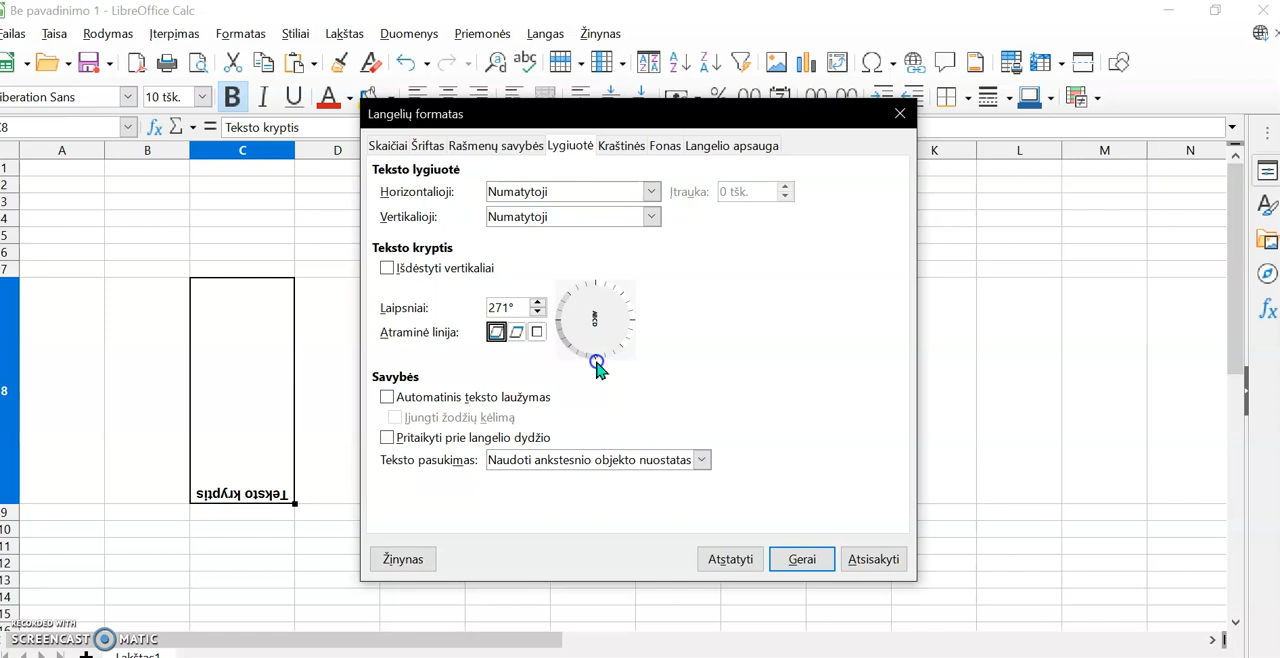 Be pavadinimo 1 - LibreOffice Calc
Failas Taisa Rodymas Įterpimas Formatas Stiliai Lakštas Duomenys Priemonės Langas Žinynas
iberation Sans 10 tšk. B I U A
C8 fx Σ = Teksto kryptis
A B C D K L M N
Langelių formatas
Skaičiai Šriftas Rašmenų savybės Lygiuotė Kraštinės Fonas Langelio apsauga
Teksto lygiuotė
Horizontalioji: Numatytoji Įtrauka: 0 tšk.
Vertikalioji: Numatytoji
Teksto kryptis
Išdėstyti vertikaliai
Laipsniai: 271°
ABCD
Atraminė linija:
Savybės
Automatinis teksto laužymas
Įjungti žodžių kėlimą
Pritaikyti prie langelio dydžio
Teksto pasukimas: Naudoti ankstesnio objekto nuostatas
Žinynas Atstatyti Gerai Atsisakyti
1
2
3
4
5
6
7
8
Teksto kryptis
9
10
11
12
13
14
15
RECORDED WITH
SCREENCAST MATIC
Lakštas1